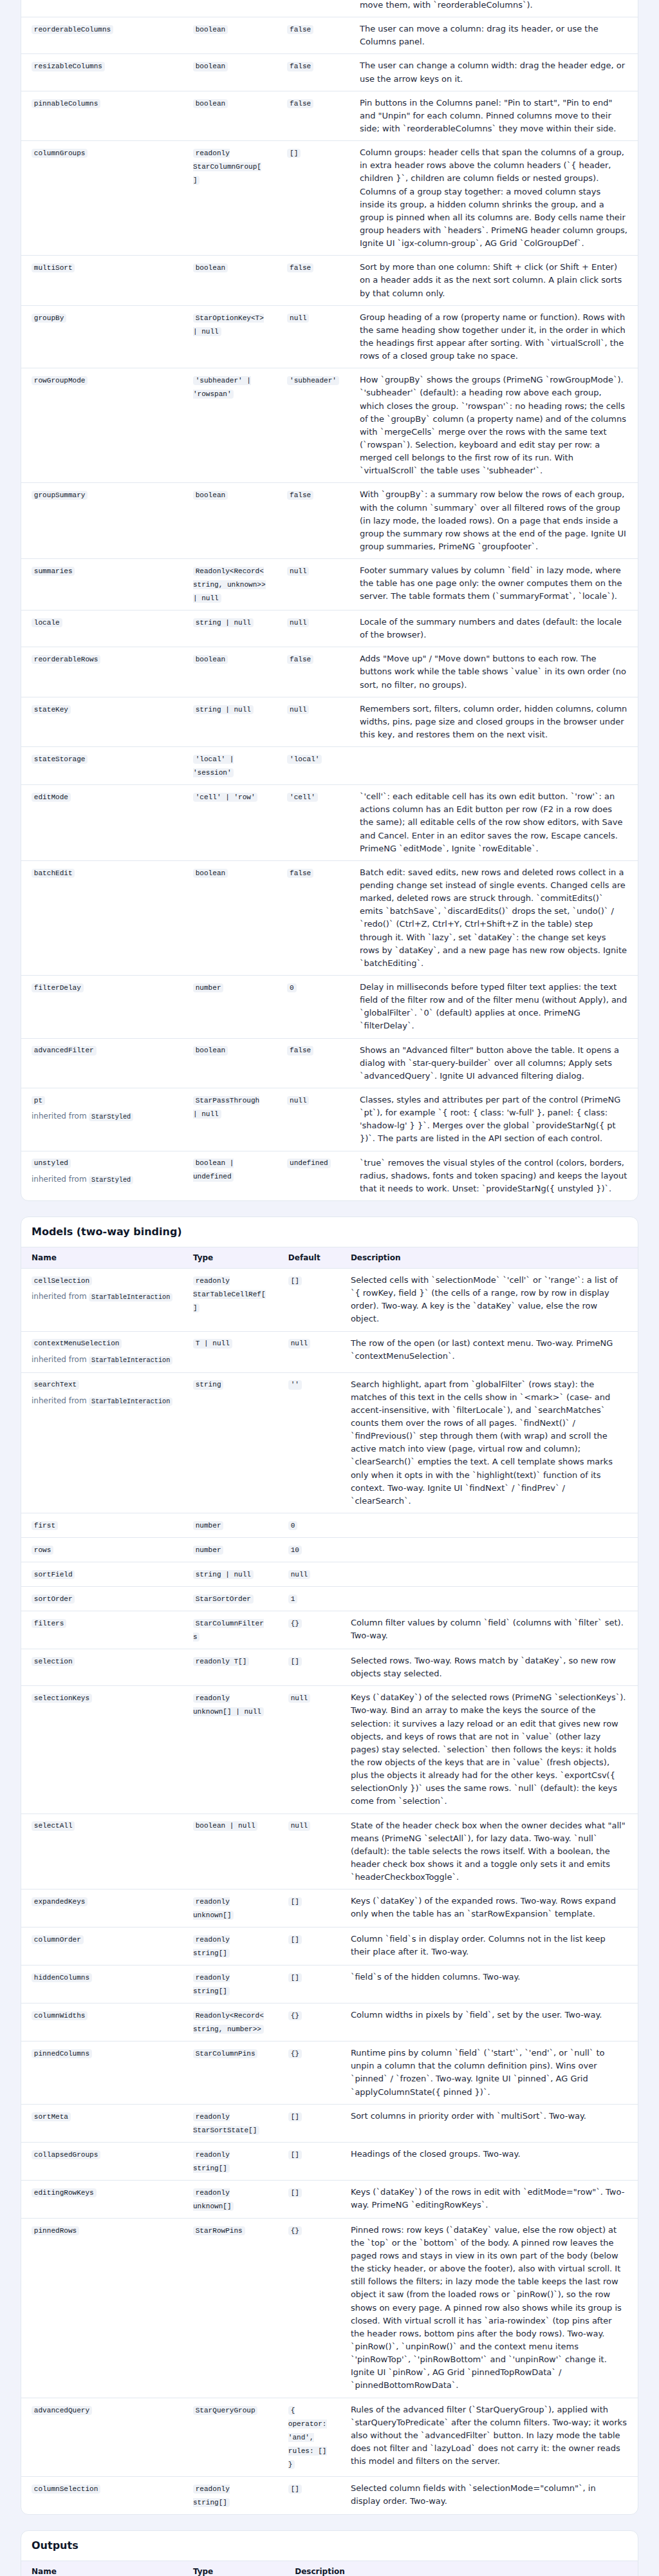 move them, with `reorderableColumns`).
reorderableColumns boolean false The user can move a column: drag its header, or use the
Columns panel.
resizableColumns boolean false The user can change a column width: drag the header edge, or
use the arrow keys on it.
pinnableColumns boolean false Pin buttons in the Columns panel: "Pin to start", "Pin to end"
and "Unpin" for each column. Pinned columns move to their
side; with `reorderableColumns` they move within their side.
columnGroups readonly [] Column groups: header cells that span the columns of a group,
StarColumnGroup[ in extra header rows above the column headers (`{ header,
] children }`, children are column fields or nested groups).
Columns of a group stay together: a moved column stays
inside its group, a hidden column shrinks the group, and a
group is pinned when all its columns are. Body cells name their
group headers with `headers`. PrimeNG header column groups,
Ignite UI `igx-column-group`, AG Grid `ColGroupDef`.
multiSort boolean false Sort by more than one column: Shift + click (or Shift + Enter)
on a header adds it as the next sort column. A plain click sorts
by that column only.
groupBy StarOptionKey<T> null Group heading of a row (property name or function). Rows with
| null the same heading show together under it, in the order in which
the headings first appear after sorting. With `virtualScroll`, the
rows of a closed group take no space.
rowGroupMode 'subheader' | 'subheader' How `groupBy` shows the groups (PrimeNG `rowGroupMode`).
'rowspan' `'subheader'` (default): a heading row above each group,
which closes the group. `'rowspan'`: no heading rows; the cells
of the `groupBy` column (a property name) and of the columns
with `mergeCells` merge over the rows with the same text
(`rowspan`). Selection, keyboard and edit stay per row: a
merged cell belongs to the first row of its run. With
`virtualScroll` the table uses `'subheader'`.
groupSummary boolean false With `groupBy`: a summary row below the rows of each group,
with the column `summary` over all filtered rows of the group
(in lazy mode, the loaded rows). On a page that ends inside a
group the summary row shows at the end of the page. Ignite UI
group summaries, PrimeNG `groupfooter`.
summaries Readonly<Record< null Footer summary values by column `field` in lazy mode, where
string, unknown>> the table has one page only: the owner computes them on the
| null server. The table formats them (`summaryFormat`, `locale`).
locale string | null null Locale of the summary numbers and dates (default: the locale
of the browser).
reorderableRows boolean false Adds "Move up" / "Move down" buttons to each row. The
buttons work while the table shows `value` in its own order (no
sort, no filter, no groups).
stateKey string | null null Remembers sort, filters, column order, hidden columns, column
widths, pins, page size and closed groups in the browser under
this key, and restores them on the next visit.
stateStorage 'local' | 'local'
'session'
editMode 'cell' | 'row' 'cell' `'cell'`: each editable cell has its own edit button. `'row'`: an
actions column has an Edit button per row (F2 in a row does
the same); all editable cells of the row show editors, with Save
and Cancel. Enter in an editor saves the row, Escape cancels.
PrimeNG `editMode`, Ignite `rowEditable`.
batchEdit boolean false Batch edit: saved edits, new rows and deleted rows collect in a
pending change set instead of single events. Changed cells are
marked, deleted rows are struck through. `commitEdits()`
emits `batchSave`, `discardEdits()` drops the set, `undo()` /
`redo()` (Ctrl+Z, Ctrl+Y, Ctrl+Shift+Z in the table) step
through it. With `lazy`, set `dataKey`: the change set keys
rows by `dataKey`, and a new page has new row objects. Ignite
`batchEditing`.
filterDelay number 0 Delay in milliseconds before typed filter text applies: the text
field of the filter row and of the filter menu (without Apply), and
`globalFilter`. `0` (default) applies at once. PrimeNG
`filterDelay`.
advancedFilter boolean false Shows an "Advanced filter" button above the table. It opens a
dialog with `star-query-builder` over all columns; Apply sets
`advancedQuery`. Ignite UI advanced filtering dialog.
pt StarPassThrough null Classes, styles and attributes per part of the control (PrimeNG
inherited from StarStyled | null `pt`), for example `{ root: { class: 'w-full' }, panel: { class:
'shadow-lg' } }`. Merges over the global `provideStarNg({ pt
})`. The parts are listed in the API section of each control.
unstyled boolean | undefined `true` removes the visual styles of the control (colors, borders,
inherited from StarStyled undefined radius, shadows, fonts and token spacing) and keeps the layout
that it needs to work. Unset: `provideStarNg({ unstyled })`.
Models (two-way binding)
Name Type Default Description
cellSelection readonly [] Selected cells with `selectionMode` `'cell'` or `'range'`: a list of
inherited from StarTableInteraction StarTableCellRef[ `{ rowKey, field }` (the cells of a range, row by row in display
] order). Two-way. A key is the `dataKey` value, else the row
object.
contextMenuSelection T | null null The row of the open (or last) context menu. Two-way. PrimeNG
inherited from StarTableInteraction `contextMenuSelection`.
searchText string '' Search highlight, apart from `globalFilter` (rows stay): the
inherited from StarTableInteraction matches of this text in the cells show in `<mark>` (case- and
accent-insensitive, with `filterLocale`), and `searchMatches`
counts them over the rows of all pages. `findNext()` /
`findPrevious()` step through them (with wrap) and scroll the
active match into view (page, virtual row and column);
`clearSearch()` empties the text. A cell template shows marks
only when it opts in with the `highlight(text)` function of its
context. Two-way. Ignite UI `findNext` / `findPrev` /
`clearSearch`.
first number 0
rows number 10
sortField string | null null
sortOrder StarSortOrder 1
filters StarColumnFilter {} Column filter values by column `field` (columns with `filter` set).
s Two-way.
selection readonly T[] [] Selected rows. Two-way. Rows match by `dataKey`, so new row
objects stay selected.
selectionKeys readonly null Keys (`dataKey`) of the selected rows (PrimeNG `selectionKeys`).
unknown[] | null Two-way. Bind an array to make the keys the source of the
selection: it survives a lazy reload or an edit that gives new row
objects, and keys of rows that are not in `value` (other lazy
pages) stay selected. `selection` then follows the keys: it holds
the row objects of the keys that are in `value` (fresh objects),
plus the objects it already had for the other keys. `exportCsv({
selectionOnly })` uses the same rows. `null` (default): the keys
come from `selection`.
selectAll boolean | null null State of the header check box when the owner decides what "all"
means (PrimeNG `selectAll`), for lazy data. Two-way. `null`
(default): the table selects the rows itself. With a boolean, the
header check box shows it and a toggle only sets it and emits
`headerCheckboxToggle`.
expandedKeys readonly [] Keys (`dataKey`) of the expanded rows. Two-way. Rows expand
unknown[] only when the table has an `starRowExpansion` template.
columnOrder readonly [] Column `field`s in display order. Columns not in the list keep
string[] their place after it. Two-way.
hiddenColumns readonly [] `field`s of the hidden columns. Two-way.
string[]
columnWidths Readonly<Record< {} Column widths in pixels by `field`, set by the user. Two-way.
string, number>>
pinnedColumns StarColumnPins {} Runtime pins by column `field` (`'start'`, `'end'`, or `null` to
unpin a column that the column definition pins). Wins over
`pinned` / `frozen`. Two-way. Ignite UI `pinned`, AG Grid
`applyColumnState({ pinned })`.
sortMeta readonly [] Sort columns in priority order with `multiSort`. Two-way.
StarSortState[]
collapsedGroups readonly [] Headings of the closed groups. Two-way.
string[]
editingRowKeys readonly [] Keys (`dataKey`) of the rows in edit with `editMode="row"`. Two-
unknown[] way. PrimeNG `editingRowKeys`.
pinnedRows StarRowPins {} Pinned rows: row keys (`dataKey` value, else the row object) at
the `top` or the `bottom` of the body. A pinned row leaves the
paged rows and stays in view in its own part of the body (below
the sticky header, or above the footer), also with virtual scroll. It
still follows the filters; in lazy mode the table keeps the last row
object it saw (from the loaded rows or `pinRow()`), so the row
shows on every page. A pinned row also shows while its group is
closed. With virtual scroll it has `aria-rowindex` (top pins after
the header rows, bottom pins after the body rows). Two-way.
`pinRow()`, `unpinRow()` and the context menu items
`'pinRowTop'`, `'pinRowBottom'` and `'unpinRow'` change it.
Ignite UI `pinRow`, AG Grid `pinnedTopRowData` /
`pinnedBottomRowData`.
advancedQuery StarQueryGroup { Rules of the advanced filter (`StarQueryGroup`), applied with
operator: `starQueryToPredicate` after the column filters. Two-way; it works
'and', also without the `advancedFilter` button. In lazy mode the table
rules: [] does not filter and `lazyLoad` does not carry it: the owner reads
} this model and filters on the server.
columnSelection readonly [] Selected column fields with `selectionMode="column"`, in
string[] display order. Two-way.
Outputs
Name Type Description